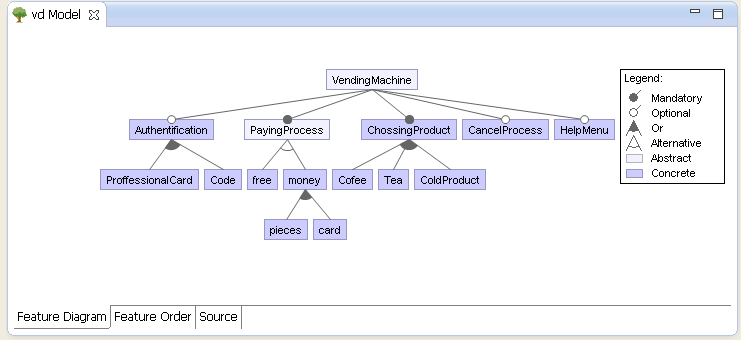 vd Model
VendingMachine
Legend:
Mandatory
Optional
Or
Alternative
Abstract
Concrete
Authentification PayingProcess ChossingProduct CancelProcess HelpMenu
ProffessionalCard Code free money Cofee Tea ColdProduct
pieces card
Feature Diagram Feature Order Source